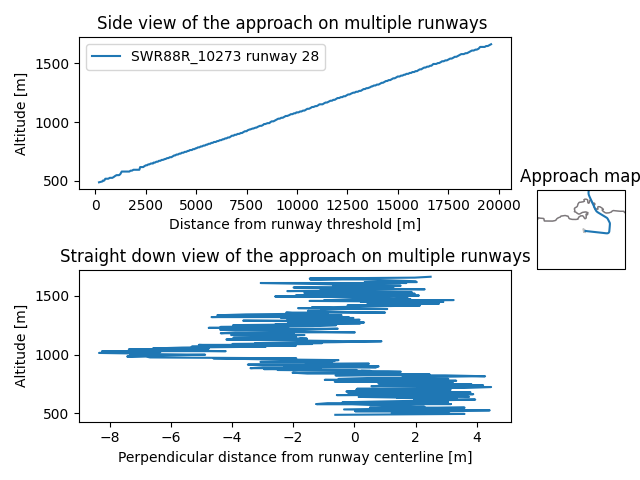 Side view of the approach on multiple runways
SWR88R_10273 runway 28
Altitude [m]
1500
1000
500
0 2500 5000 7500 10000 12500 15000 17500 20000
Distance from runway threshold [m]
Approach map
Straight down view of the approach on multiple runways
Altitude [m]
1500
1000
500
−8 −6 −4 −2 0 2 4
Perpendicular distance from runway centerline [m]